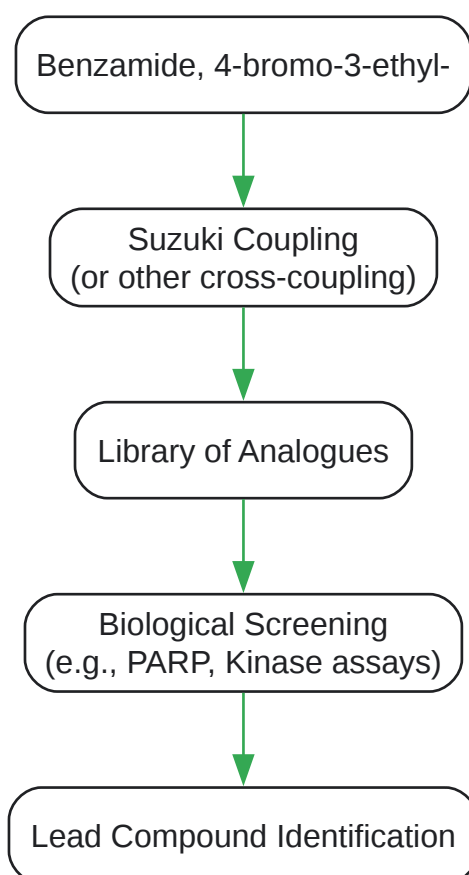 Benzamide, 4-bromo-3-ethyl-
Suzuki Coupling
(or other cross-coupling)
Library of Analogues
Biological Screening
(e.g., PARP, Kinase assays)
Lead Compound Identification